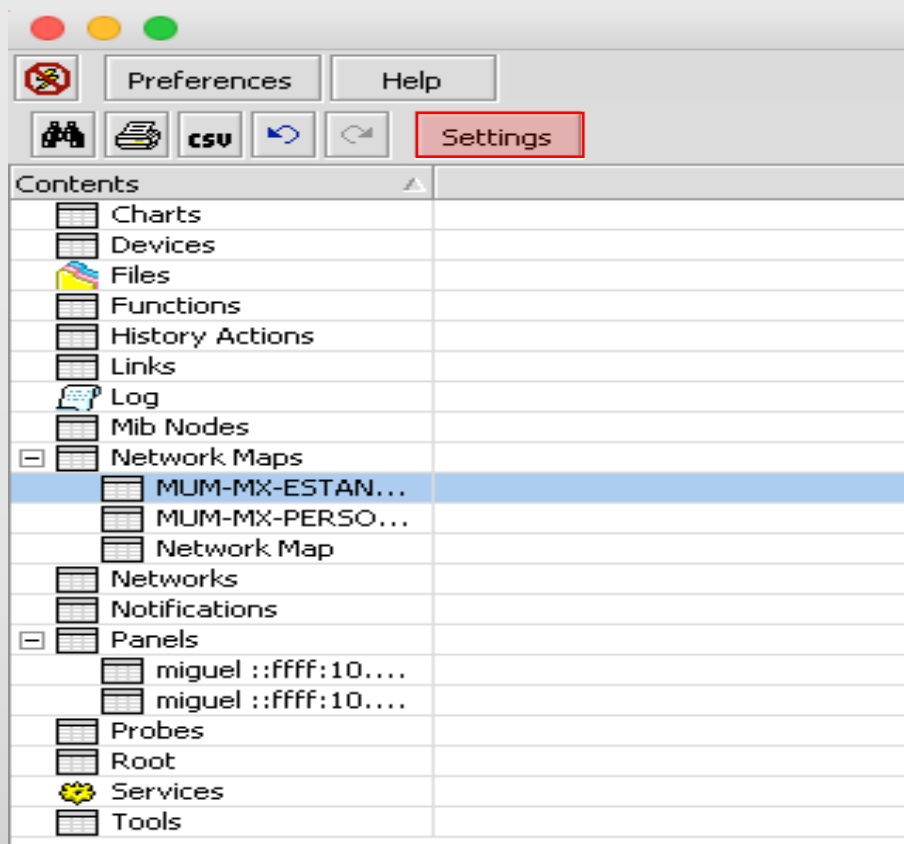 Preferences Help
csv Settings
Contents
Charts
Devices
Files
Functions
History Actions
Links
Log
Mib Nodes
Network Maps
MUM-MX-ESTAN...
MUM-MX-PERSO...
Network Map
Networks
Notifications
Panels
miguel ::ffff:10....
miguel ::ffff:10....
Probes
Root
Services
Tools